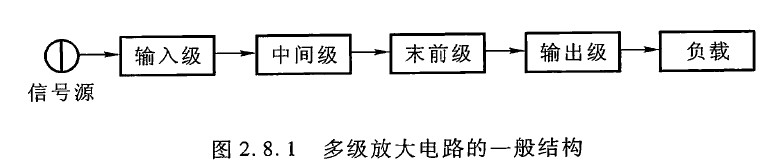 输入级 中间级 末前级 输出级 负载
信号源
图 2.8.1 多级放大电路的一般结构